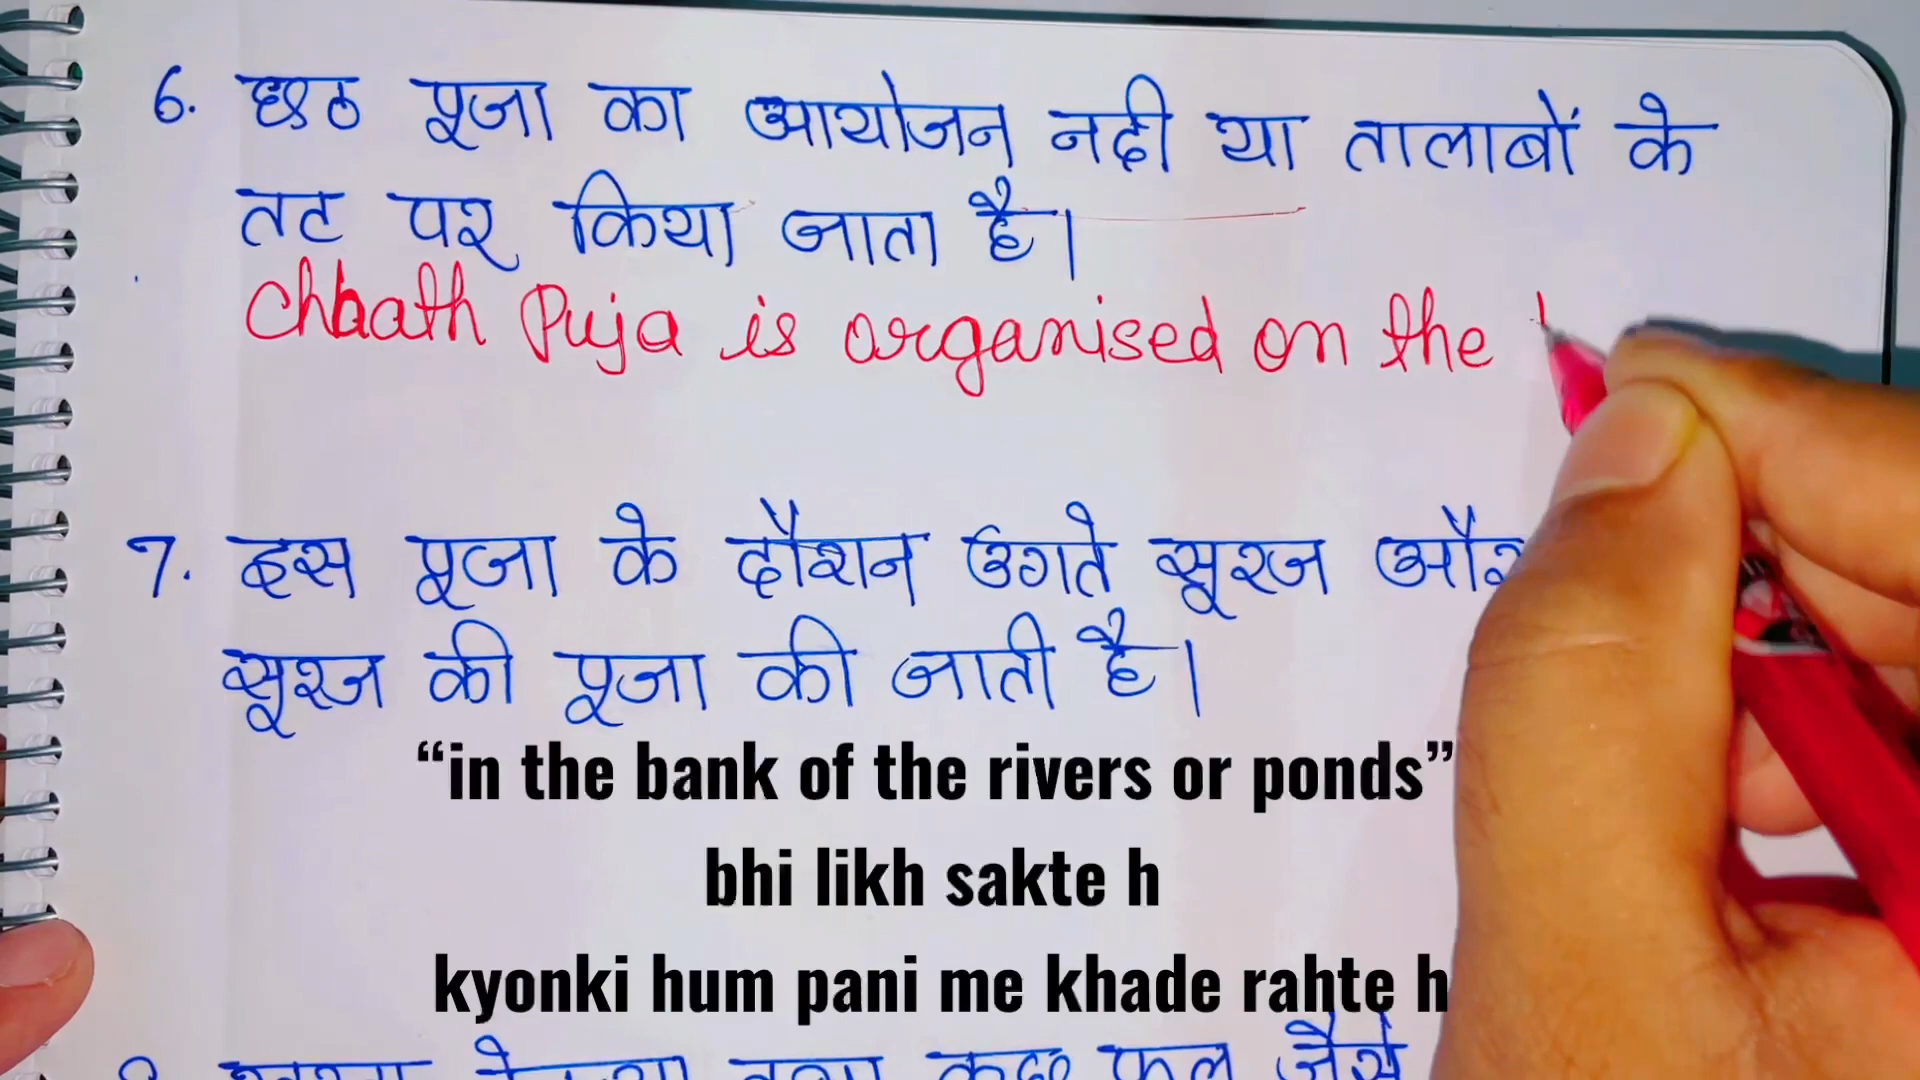 6. छठ पूजा का आयोजन नदी या तालाबों के
तट पर किया जाता है।
Chhath Puja is organised on the
7. इस पूजा के दौरान उगते सूरज और
सूरज की पूजा की जाती है।
“in the bank of the rivers or ponds”
bhi likh sakte h
kyonki hum pani me khade rahte h